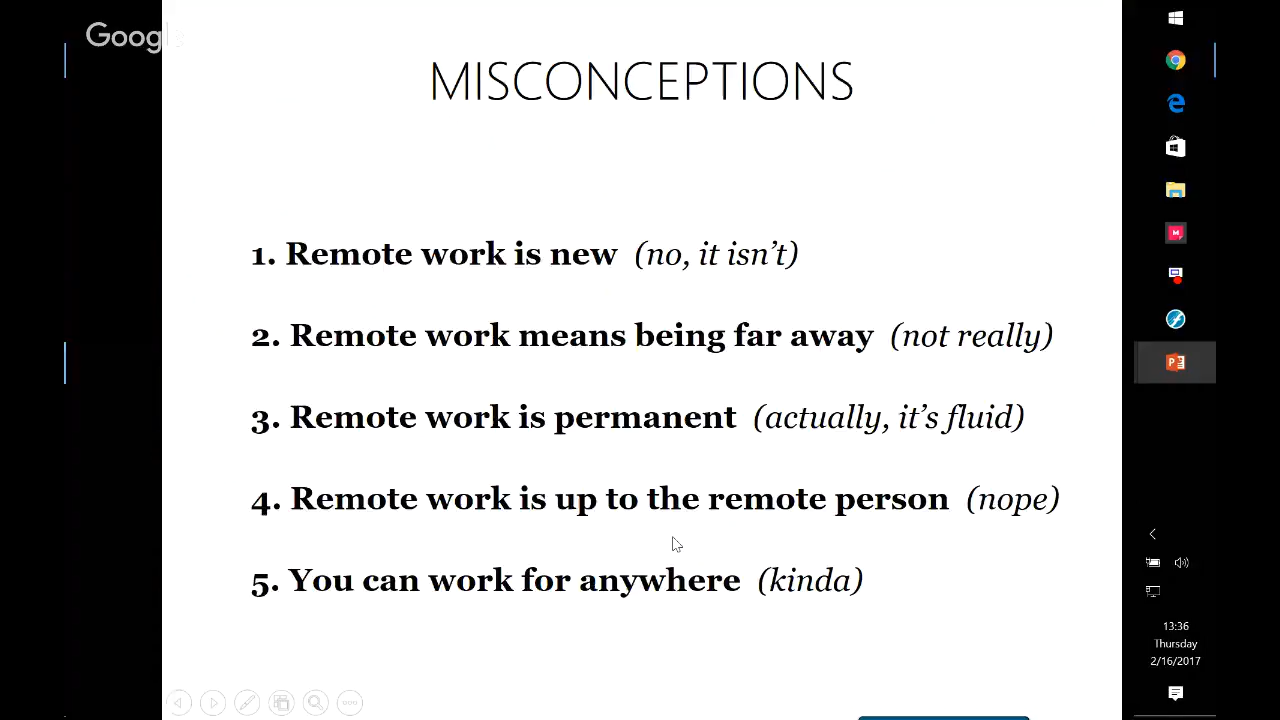 Google
MISCONCEPTIONS
1. Remote work is new (no, it isn’t)
2. Remote work means being far away (not really)
3. Remote work is permanent (actually, it’s fluid)
4. Remote work is up to the remote person (nope)
5. You can work for anywhere (kinda)
13:36
Thursday
2/16/2017